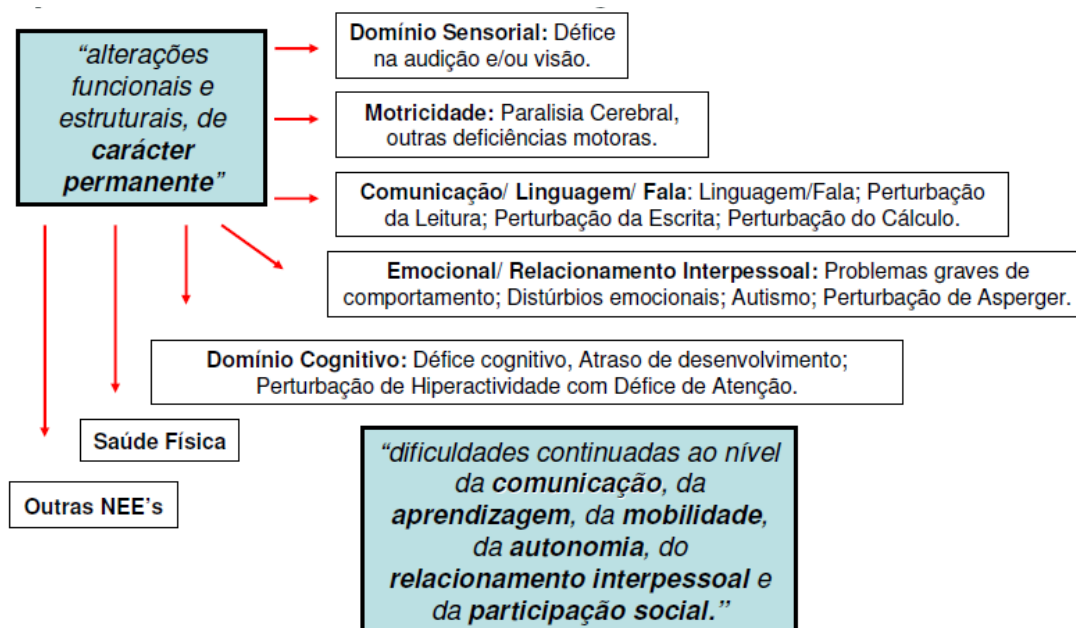 “alterações
funcionais e
estruturais, de
carácter
permanente”
Domínio Sensorial: Défice
na audição e/ou visão.
Motricidade: Paralisia Cerebral,
outras deficiências motoras.
Comunicação/ Linguagem/ Fala: Linguagem/Fala; Perturbação
da Leitura; Perturbação da Escrita; Perturbação do Cálculo.
Emocional/ Relacionamento Interpessoal: Problemas graves de
comportamento; Distúrbios emocionais; Autismo; Perturbação de Asperger.
Domínio Cognitivo: Défice cognitivo, Atraso de desenvolvimento;
Perturbação de Hiperactividade com Défice de Atenção.
Saúde Física
Outras NEE's
“dificuldades continuadas ao nível
da comunicação, da
aprendizagem, da mobilidade,
da autonomia, do
relacionamento interpessoal e
da participação social.”